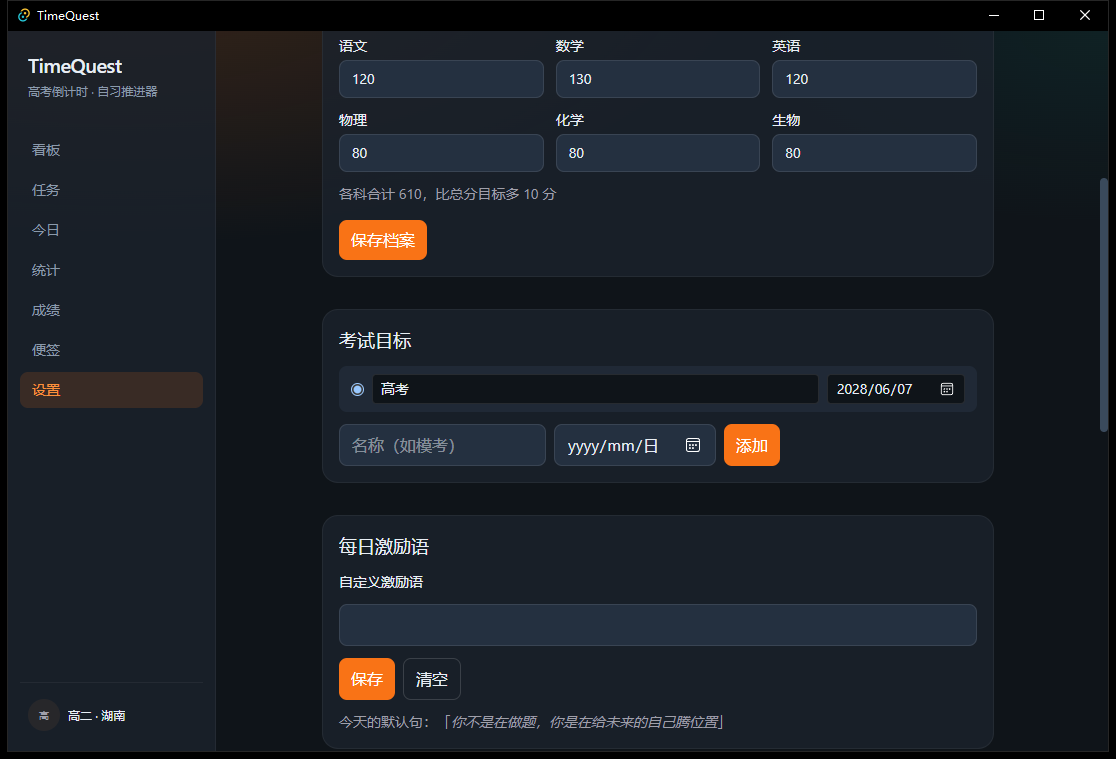 TimeQuest
TimeQuest
高考倒计时 · 自习推进器
看板
任务
今日
统计
成绩
便签
设置
高
高二 · 湖南
语文 数学 英语
120 130 120
物理 化学 生物
80 80 80
各科合计 610，比总分目标多 10 分
保存档案
考试目标
高考 2028/06/07
名称（如模考） yyyy/mm/日 添加
每日激励语
自定义激励语
保存 清空
今天的默认句：「你不是在做题，你是在给未来的自己腾位置」